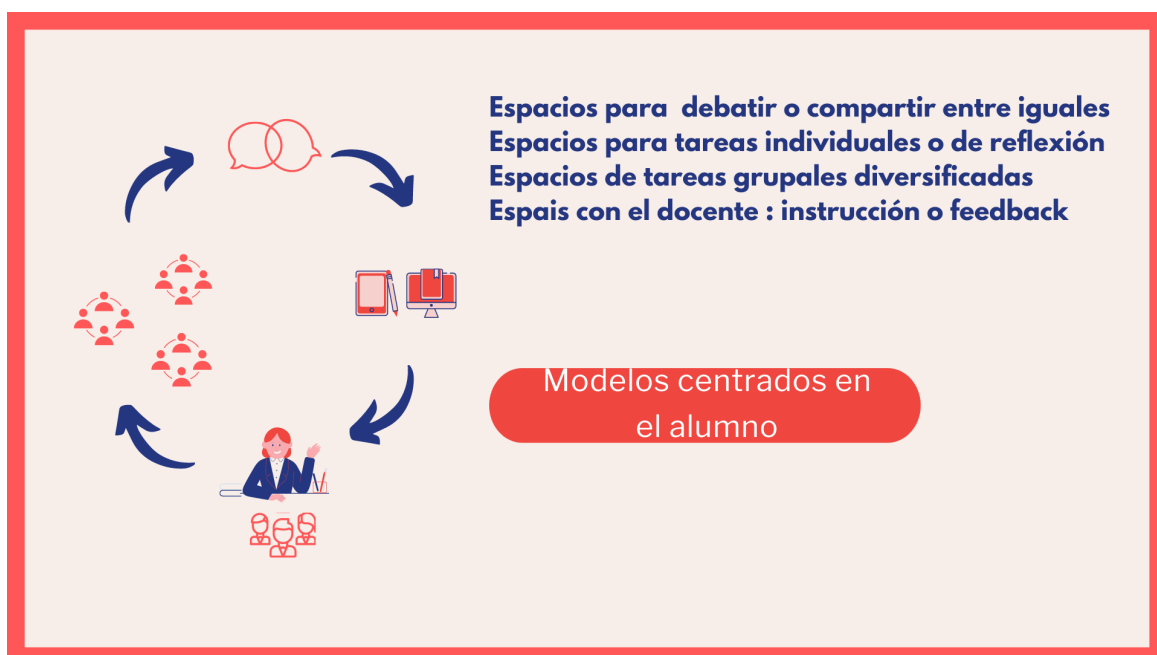 Espacios para  debatir o compartir entre iguales
Espacios para tareas individuales o de reflexión
Espacios de tareas grupales diversificadas
Espais con el docente : instrucción o feedback
Modelos centrados en
el alumno